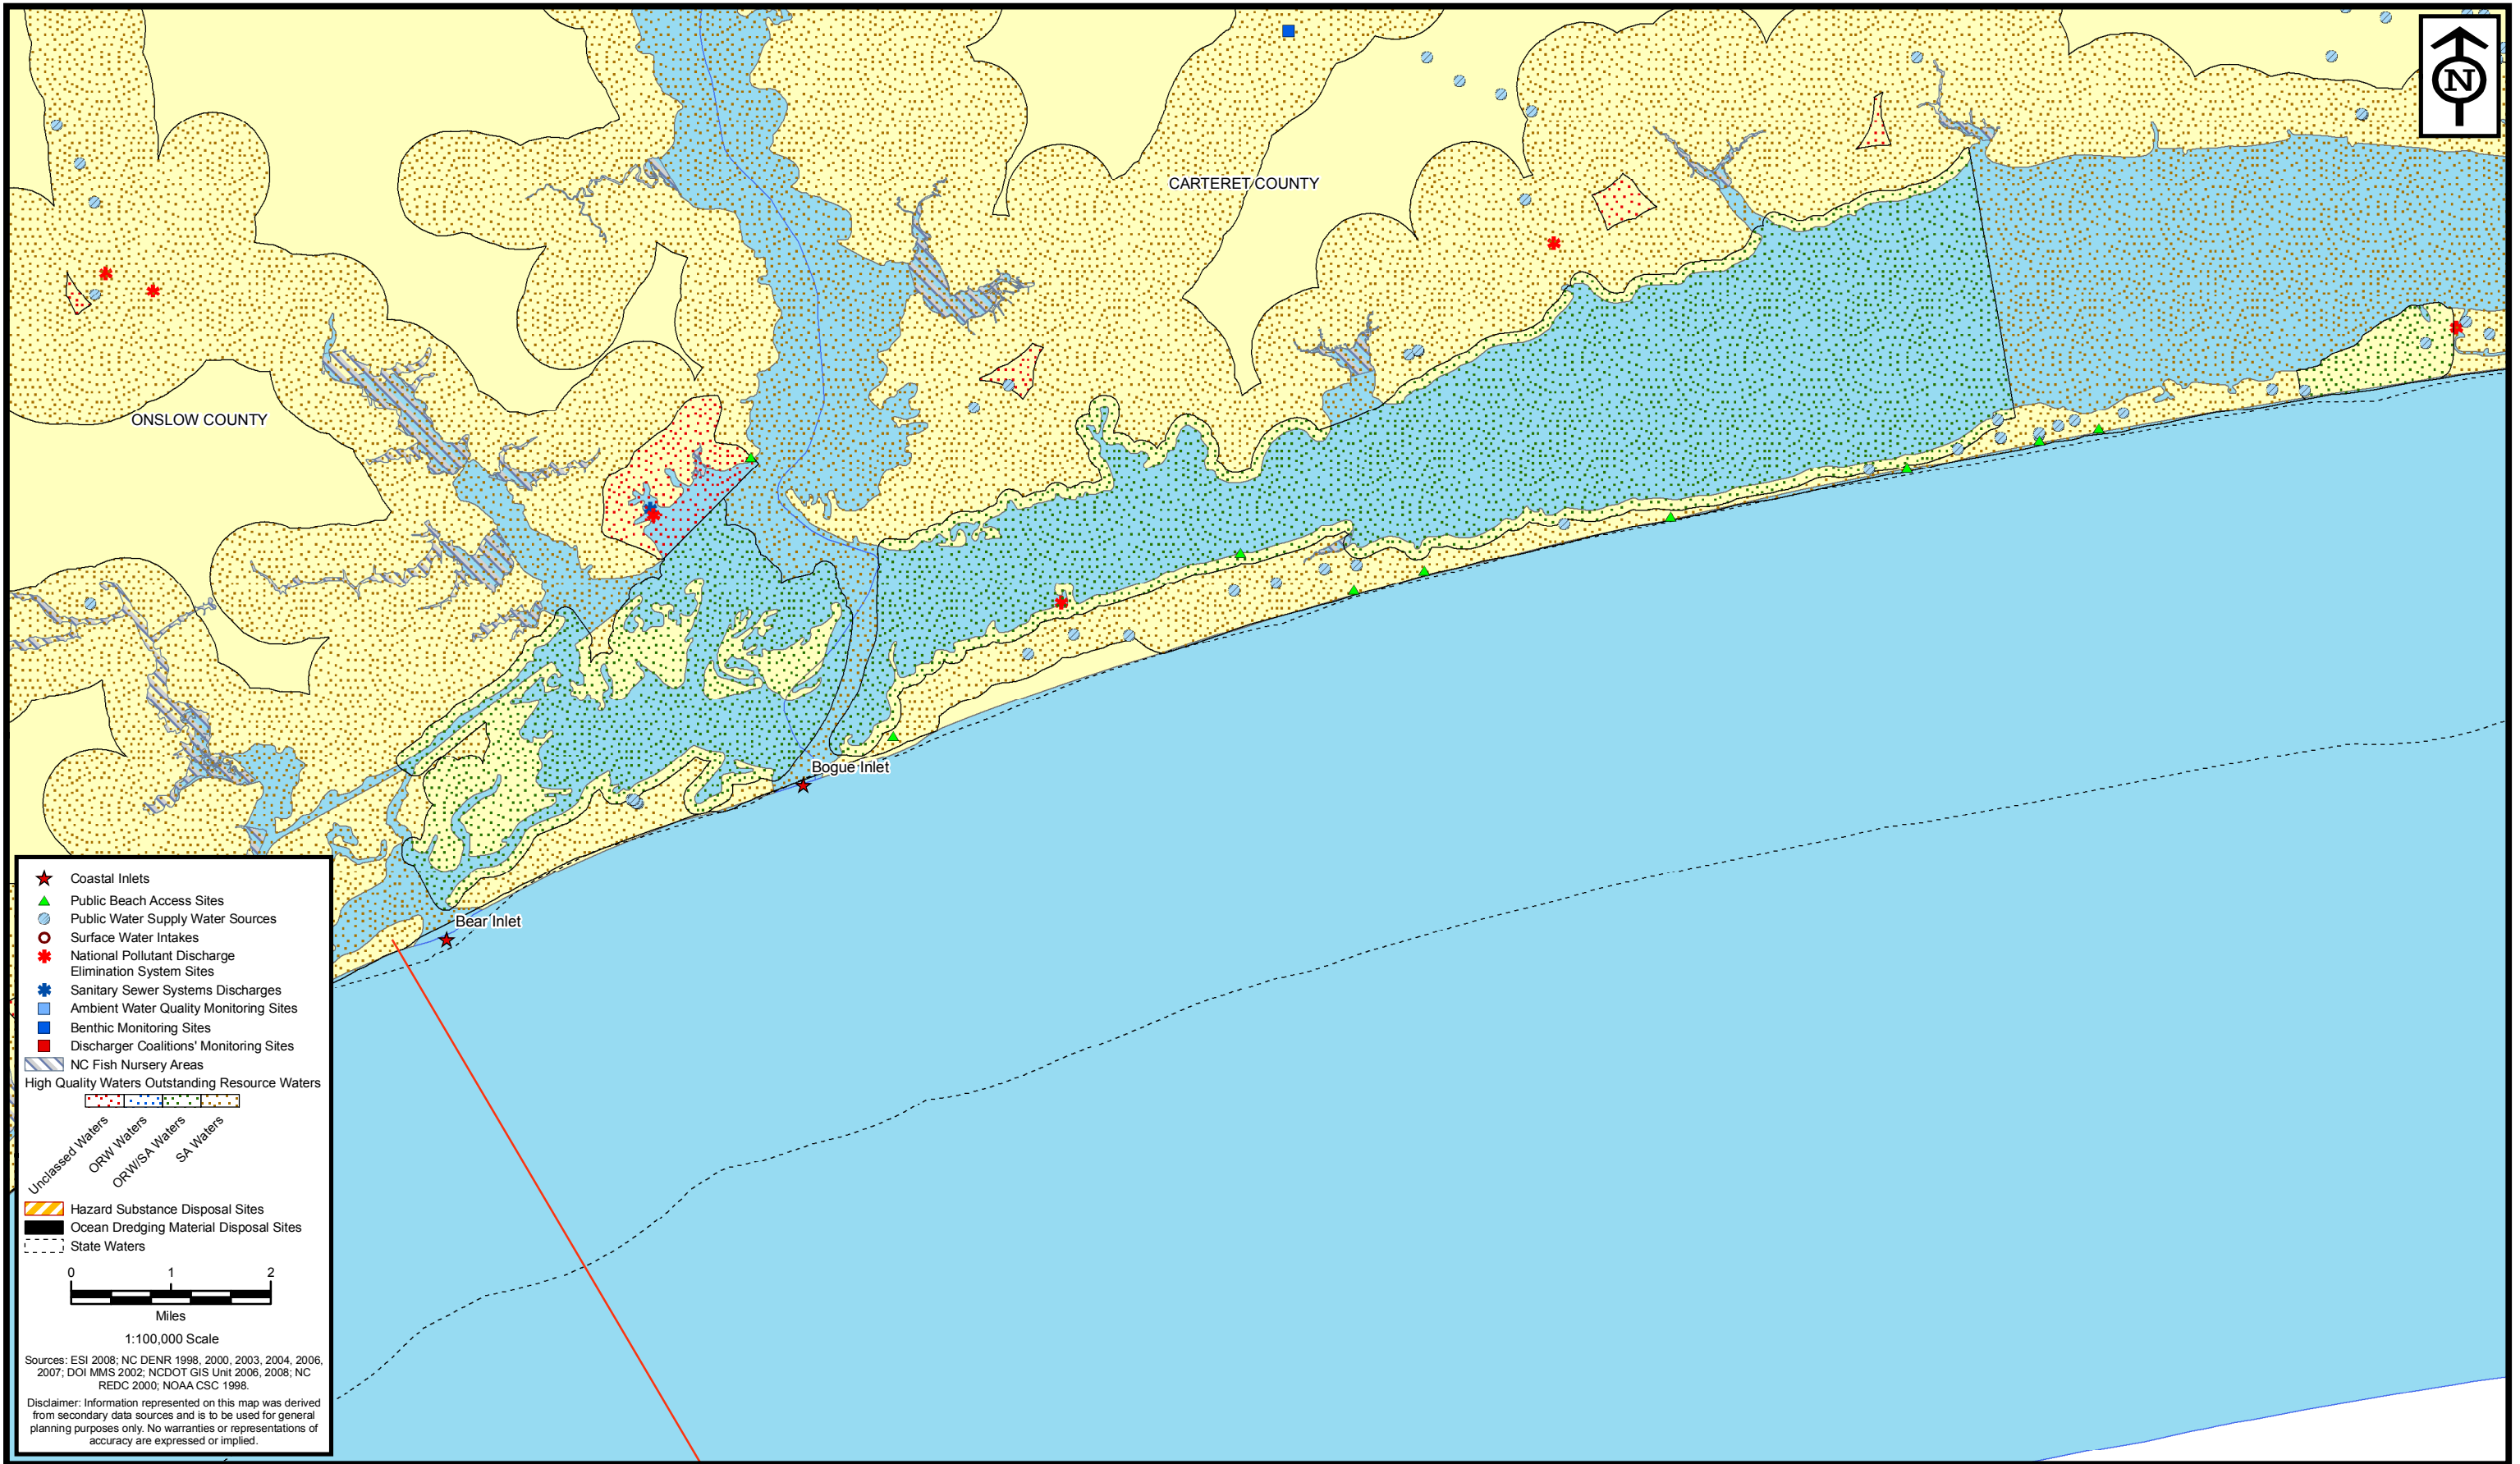 N
CARTERET COUNTY
ONSLOW COUNTY
Bogue Inlet
Bear Inlet
Coastal Inlets
Public Beach Access Sites
Public Water Supply Water Sources
Surface Water Intakes
National Pollutant Discharge
Elimination System Sites
Sanitary Sewer Systems Discharges
Ambient Water Quality Monitoring Sites
Benthic Monitoring Sites
Discharger Coalitions' Monitoring Sites
NC Fish Nursery Areas
High Quality Waters Outstanding Resource Waters
Unclassed Waters
ORW Waters
ORW/SA Waters
SA Waters
Hazard Substance Disposal Sites
Ocean Dredging Material Disposal Sites
State Waters
0 1 2
Miles
1:100,000 Scale
Sources: ESI 2008; NC DENR 1998, 2000, 2003, 2004, 2006,
2007; DOI MMS 2002; NCDOT GIS Unit 2006, 2008; NC
REDC 2000; NOAA CSC 1998.
Disclaimer: Information represented on this map was derived
from secondary data sources and is to be used for general
planning purposes only. No warranties or representations of
accuracy are expressed or implied.